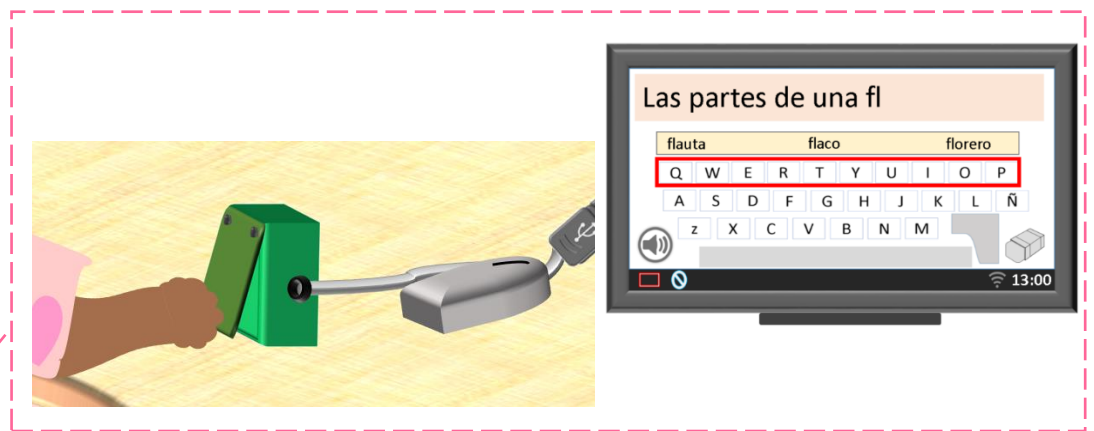 Las partes de una fl
flauta flaco florero
Q W E R T Y U I O P
A S D F G H J K L Ñ
z X C V B N M
13:00